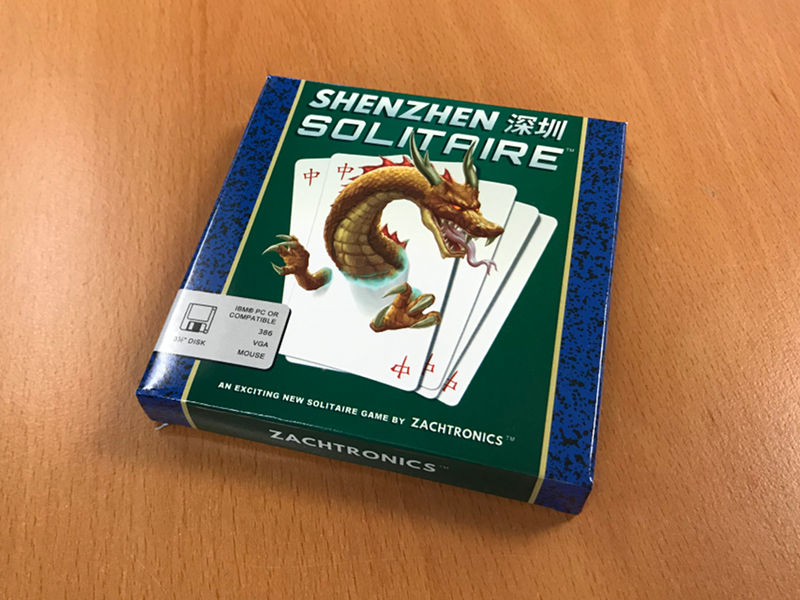 SHENZHEN 深圳
SOLITAIRE™
中
中
IBM® PC OR
COMPATIBLE
386
VGA
MOUSE
3½" DISK
中
中
中
AN EXCITING NEW SOLITAIRE GAME BY ZACHTRONICS™
ZACHTRONICS™